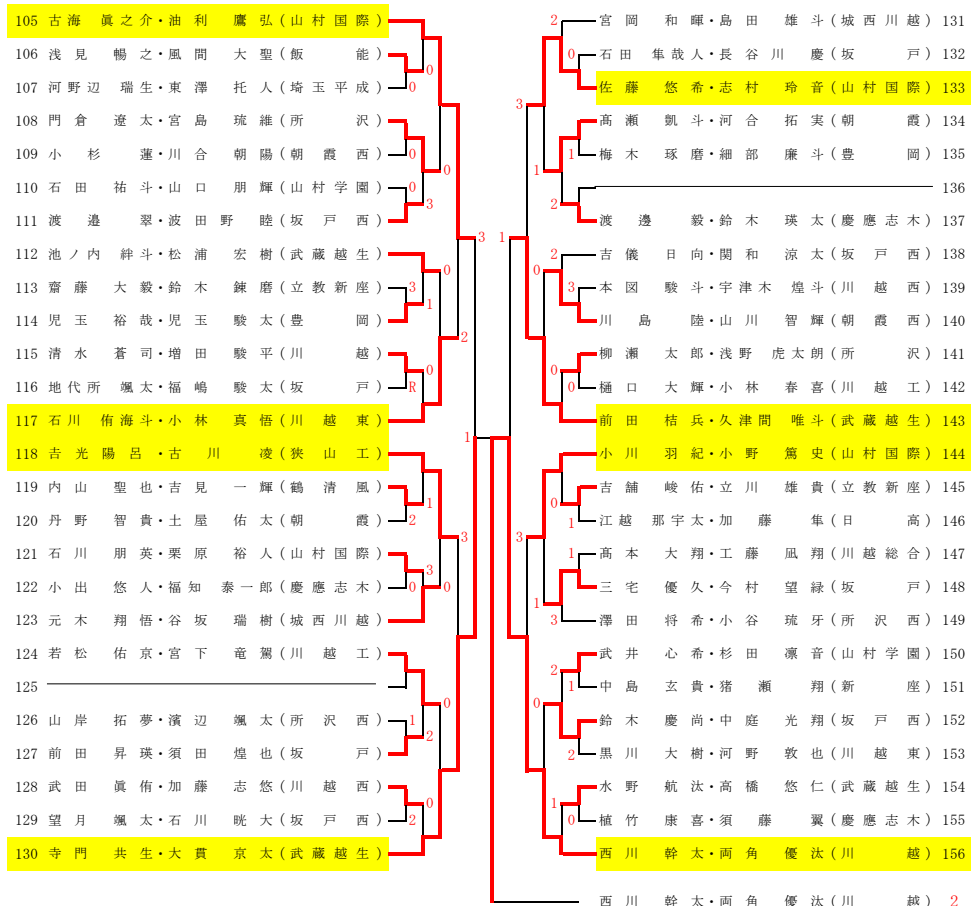 105 古海 眞之介・油利 鷹弘(山村国際)
106 浅見 暢之・風間 大聖(飯能)
0
107 河野辺 瑞生・東澤 托人(埼玉平成)
0
108 門倉 遼太・宮島 琉維(所沢)
109 小杉 蓮・川合 朝陽(朝霞西)
0
0
110 石田 祐斗・山口 朋輝(山村学園)
0
3
111 渡邉 翠・波田野 睦(坂戸西)
3
112 池ノ内 絆斗・松浦 宏樹(武蔵越生)
0
113 齋藤 大毅・鈴木 錬磨(立教新座)
3
1
114 児玉 裕哉・児玉 駿太(豊岡)
2
115 清水 蒼司・増田 駿平(川越)
0
116 地代所 颯太・福嶋 駿太(坂戸)
R
117 石川 侑海斗・小林 真悟(川越東)
1
118 吉光陽呂・古川 凌(狭山工)
119 内山 聖也・吉見 一輝(鶴清風)
1
120 丹野 智貴・土屋 佑太(朝霞)
2
3
121 石川 朋英・栗原 裕人(山村国際)
3
122 小出 悠人・福知 泰一郎(慶應志木)
0
0
123 元木 翔悟・谷坂 瑞樹(城西川越)
124 若松 佑京・宮下 竜駕(川越工)
125
0
126 山岸 拓夢・濱辺 颯太(所沢西)
1
2
127 前田 昇瑛・須田 煌也(坂戸)
128 武田 眞侑・加藤 志悠(川越西)
0
129 望月 颯太・石川 晄大(坂戸西)
2
130 寺門 共生・大貫 京太(武蔵越生)
2
宮岡 和暉・島田 雄斗(城西川越) 131
0
石田 隼哉人・長谷川 慶(坂戸) 132
佐藤 悠希・志村 玲音(山村国際) 133
3
髙瀬 凱斗・河合 拓実(朝霞) 134
1
梅木 琢磨・細部 廉斗(豊岡) 135
1
136
2
渡邊 毅・鈴木 瑛太(慶應志木) 137
1
2
吉儀 日向・関和 涼太(坂戸西) 138
0
3
本図 駿斗・宇津木 煌斗(川越西) 139
川島 陸・山川 智輝(朝霞西) 140
柳瀬 太郎・浅野 虎太朗(所沢) 141
0
0
樋口 大輝・小林 春喜(川越工) 142
前田 桔兵・久津間 唯斗(武蔵越生) 143
小川 羽紀・小野 篤史(山村国際) 144
吉舗 峻佑・立川 雄貴(立教新座) 145
0
1
江越 那宇太・加藤 隼(日高) 146
3
1
髙本 大翔・工藤 凪翔(川越総合) 147
三宅 優久・今村 望緑(坂戸) 148
1
3
澤田 将希・小谷 琉牙(所沢西) 149
武井 心希・杉田 凛音(山村学園) 150
2
1
中島 玄貴・猪瀬 翔(新座) 151
0
鈴木 慶尚・中庭 光翔(坂戸西) 152
2
黒川 大樹・河野 敦也(川越東) 153
水野 航汰・高橋 悠仁(武蔵越生) 154
1
0
植竹 康喜・須藤 翼(慶應志木) 155
西川 幹太・両角 優汰(川越) 156
西川 幹太・両角 優汰(川越) 2